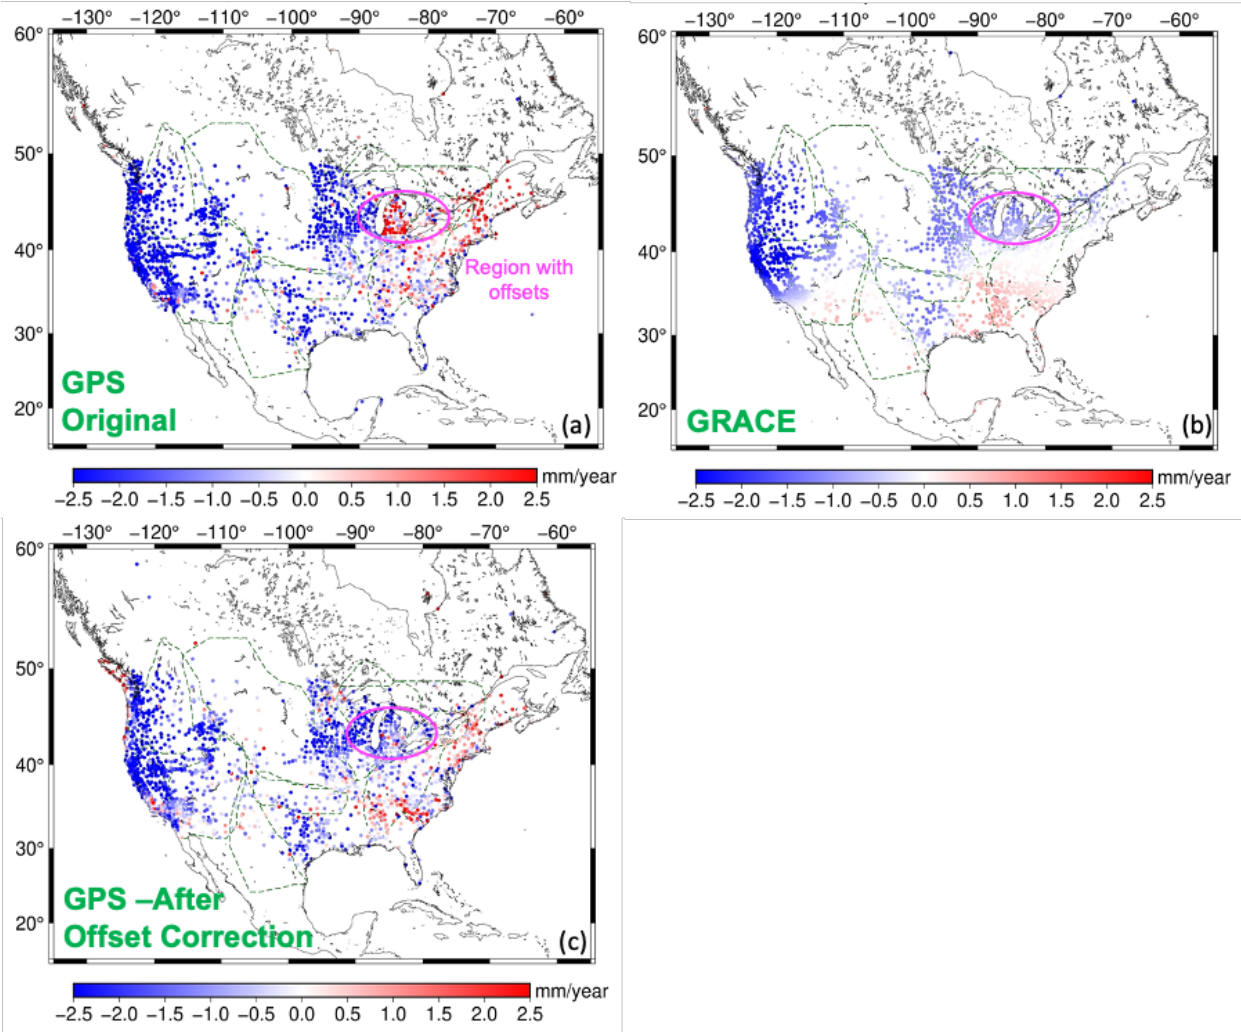 −130° −120° −110° −100° −90° −80° −70° −60°
60°
50°
40°
30°
20°
Region with
offsets
GPS
Original
(a)
−2.5 −2.0 −1.5 −1.0 −0.5 0.0 0.5 1.0 1.5 2.0 2.5
mm/year
−130° −120° −110° −100° −90° −80° −70° −60°
60°
50°
40°
30°
20°
GRACE
(b)
−2.5 −2.0 −1.5 −1.0 −0.5 0.0 0.5 1.0 1.5 2.0 2.5
mm/year
−130° −120° −110° −100° −90° −80° −70° −60°
60°
50°
40°
30°
20°
GPS –After
Offset Correction
(c)
−2.5 −2.0 −1.5 −1.0 −0.5 0.0 0.5 1.0 1.5 2.0 2.5
mm/year